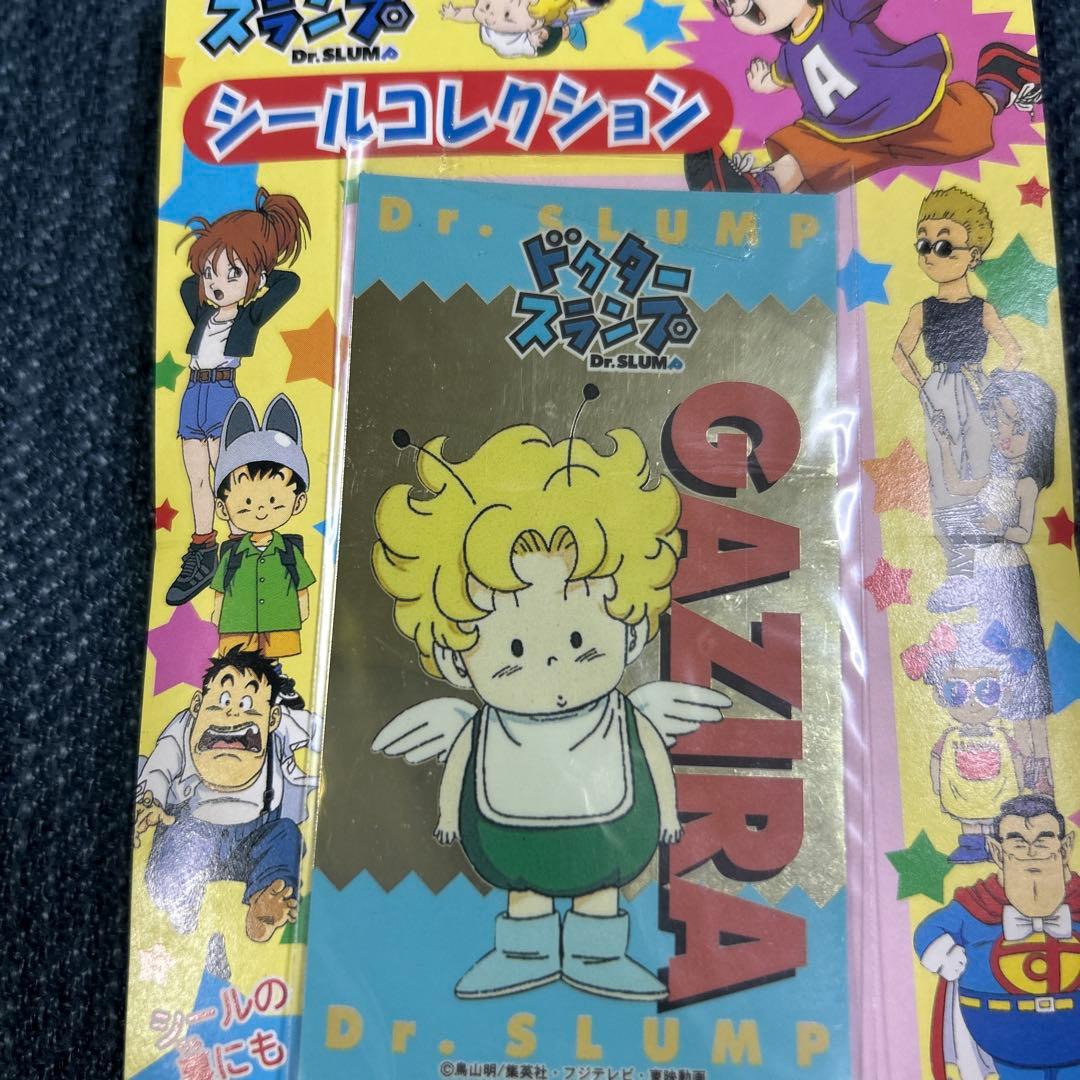 スランプ
Dr. SLUMP
シールコレクション
Dr. SLUMP
ドクター
スランプ
Dr. SLUMP
GAZIRA
A
す
シールの
裏にも
Dr. SLUMP
©鳥山明/集英社・フジテレビ・東映動画